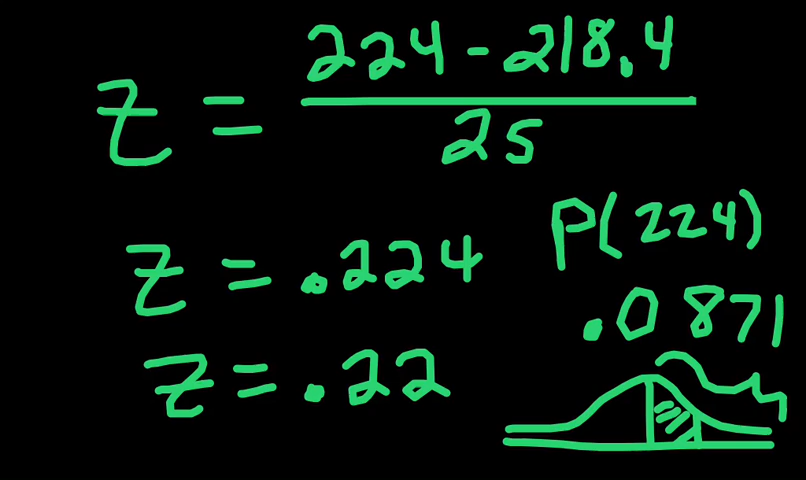 z = 224 - 218.4 / 25
z = .224
z = .22
P(224)
.0871